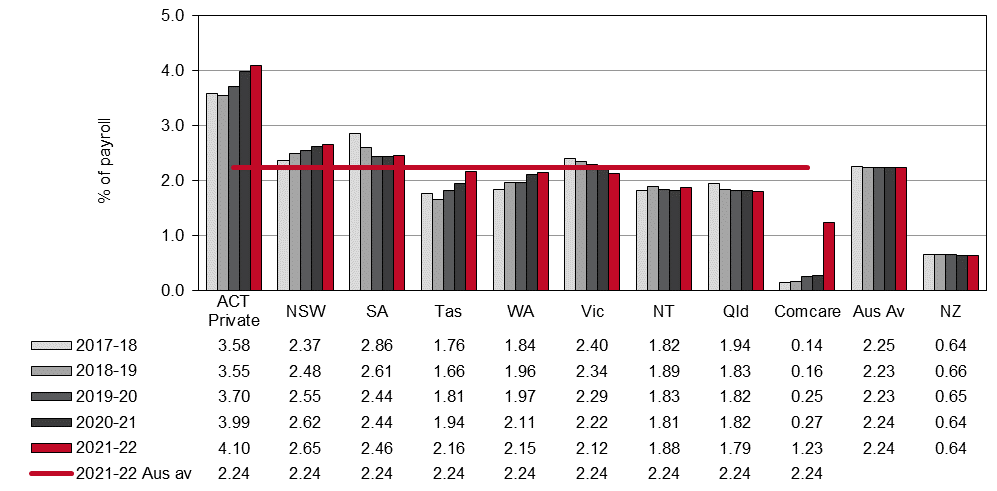 5.0
4.0
3.0
2.0
1.0
0.0
% of payroll
ACT Private NSW SA Tas WA Vic NT Qld Comcare Aus Av NZ
2017-18 3.58 2.37 2.86 1.76 1.84 2.40 1.82 1.94 0.14 2.25 0.64
2018-19 3.55 2.48 2.61 1.66 1.96 2.34 1.89 1.83 0.16 2.23 0.66
2019-20 3.70 2.55 2.44 1.81 1.97 2.29 1.83 1.82 0.25 2.23 0.65
2020-21 3.99 2.62 2.44 1.94 2.11 2.22 1.81 1.82 0.27 2.24 0.64
2021-22 4.10 2.65 2.46 2.16 2.15 2.12 1.88 1.79 1.23 2.24 0.64
2021-22 Aus av 2.24 2.24 2.24 2.24 2.24 2.24 2.24 2.24 2.24